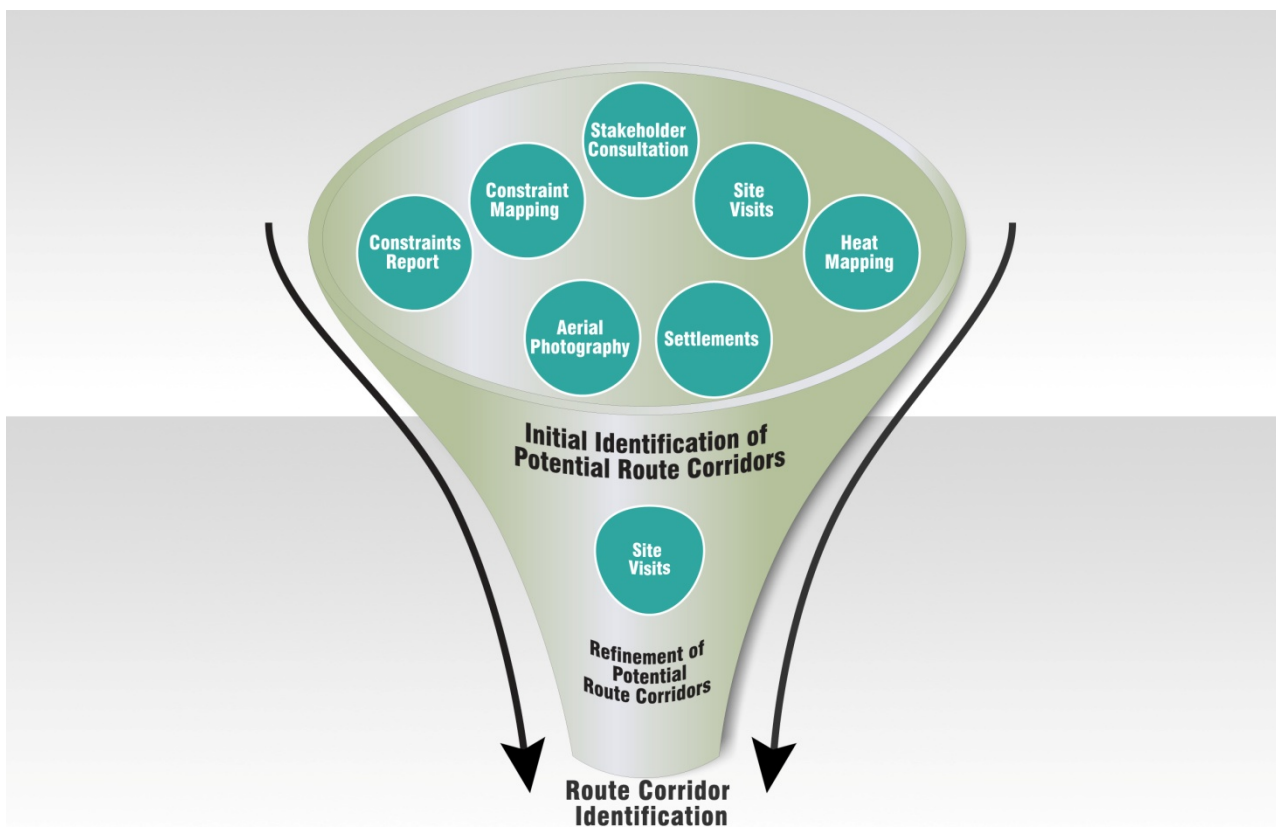 Stakeholder
Consultation
Constraint
Mapping
Site
Visits
Constraints
Report
Heat
Mapping
Aerial
Photography
Settlements
Initial Identification of
Potential Route Corridors
Site
Visits
Refinement of
Potential
Route Corridors
Route Corridor
Identification